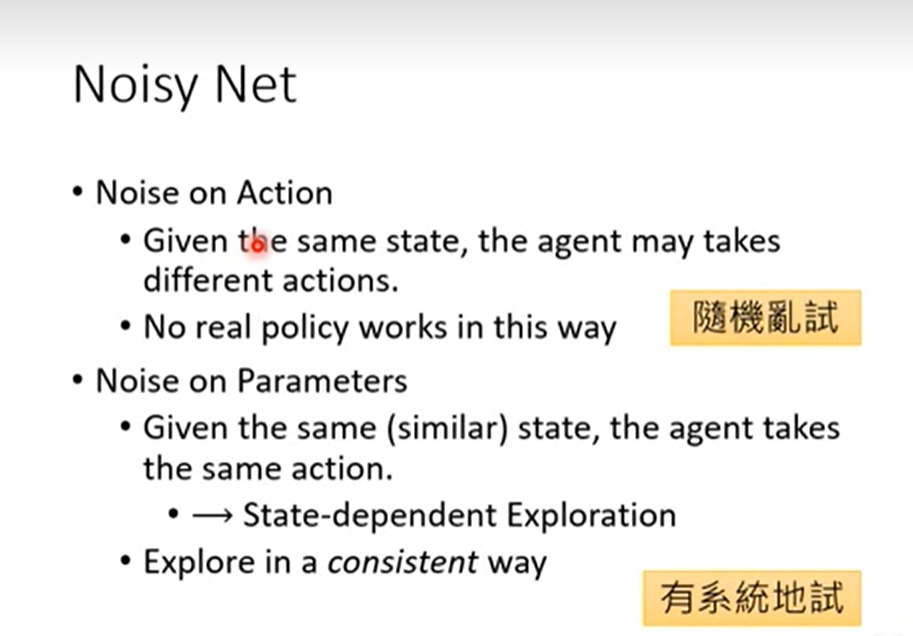 Noisy Net
• Noise on Action
• Given the same state, the agent may takes
different actions.
• No real policy works in this way
隨機亂試
• Noise on Parameters
• Given the same (similar) state, the agent takes
the same action.
• → State-dependent Exploration
• Explore in a consistent way
有系統地試